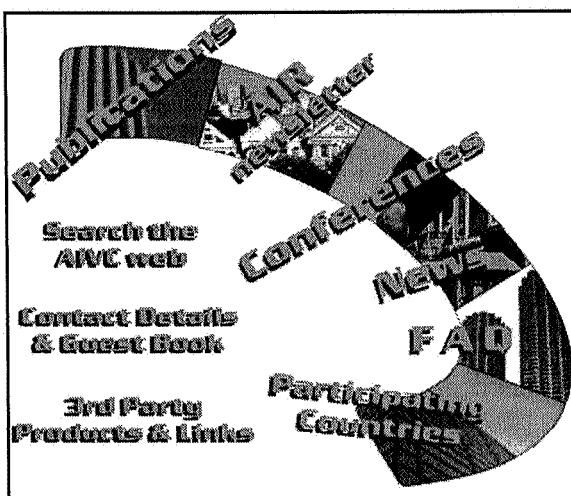 Publications
AIR
newsletter
Conferences
News
F A Q
Participating
Countries
Search the
AIVC web
Contact Details
& Guest Book
3rd Party
Products & Links